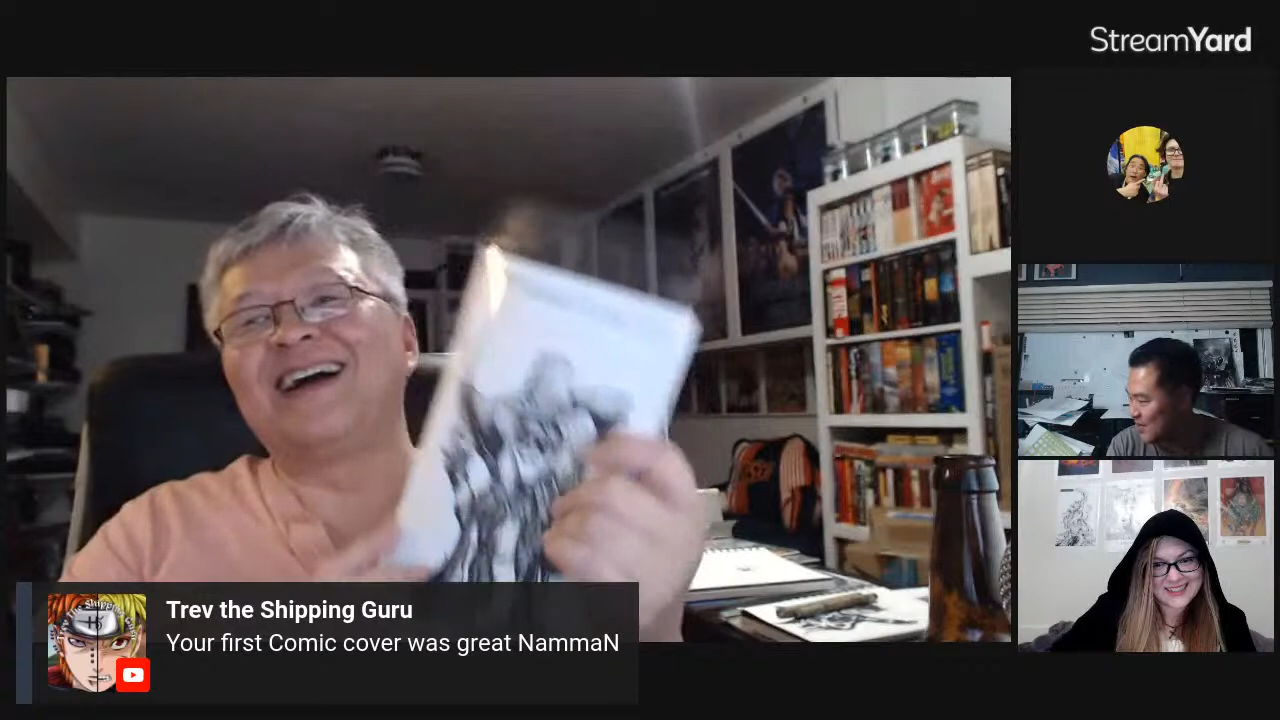 StreamYard
Trev the Shipping Guru
Your first Comic cover was great NammaN